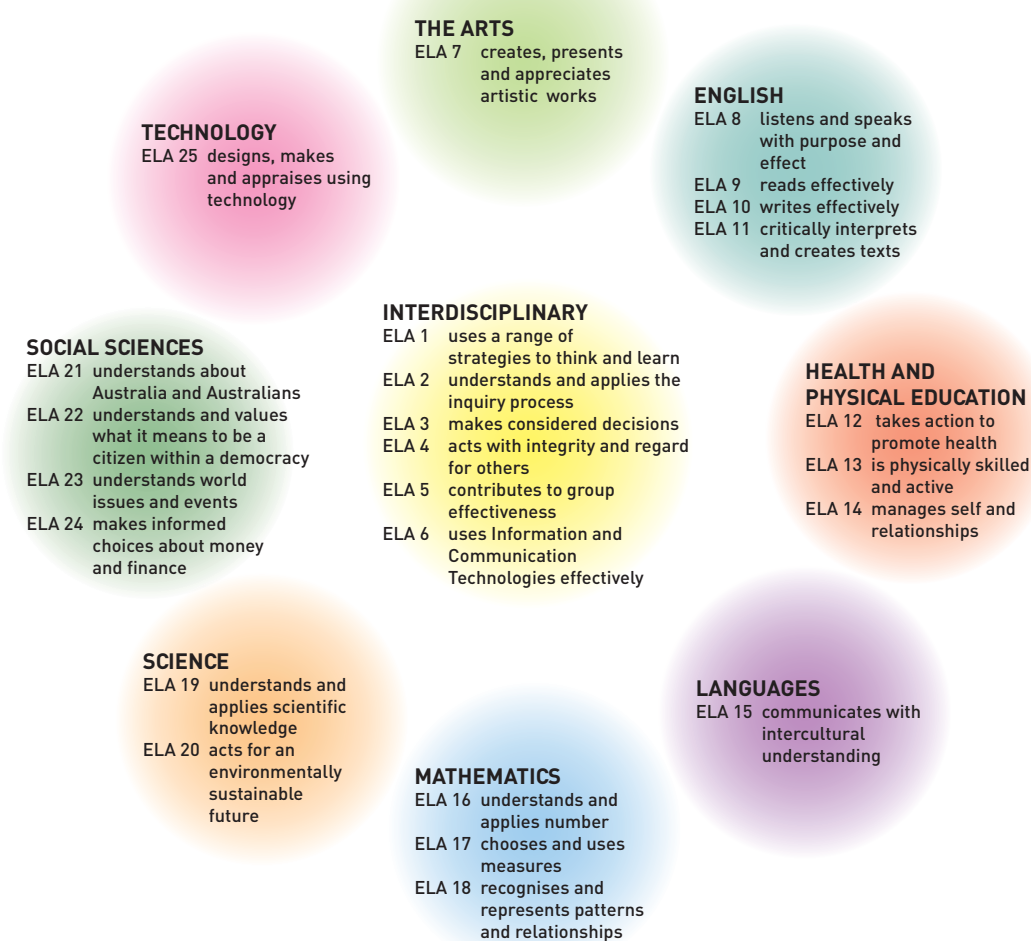 THE ARTS
ELA 7 creates, presents
and appreciates
artistic works
ENGLISH
ELA 8 listens and speaks
with purpose and
effect
ELA 9 reads effectively
ELA 10 writes effectively
ELA 11 critically interprets
and creates texts
TECHNOLOGY
ELA 25 designs, makes
and appraises using
technology
INTERDISCIPLINARY
ELA 1 uses a range of
strategies to think and learn
ELA 2 understands and applies the
inquiry process
ELA 3 makes considered decisions
ELA 4 acts with integrity and regard
for others
ELA 5 contributes to group
effectiveness
ELA 6 uses Information and
Communication
Technologies effectively
SOCIAL SCIENCES
ELA 21 understands about
Australia and Australians
ELA 22 understands and values
what it means to be a
citizen within a democracy
ELA 23 understands world
issues and events
ELA 24 makes informed
choices about money
and finance
HEALTH AND
PHYSICAL EDUCATION
ELA 12 takes action to
promote health
ELA 13 is physically skilled
and active
ELA 14 manages self and
relationships
SCIENCE
ELA 19 understands and
applies scientific
knowledge
ELA 20 acts for an
environmentally
sustainable
future
LANGUAGES
ELA 15 communicates with
intercultural
understanding
MATHEMATICS
ELA 16 understands and
applies number
ELA 17 chooses and uses
measures
ELA 18 recognises and
represents patterns
and relationships